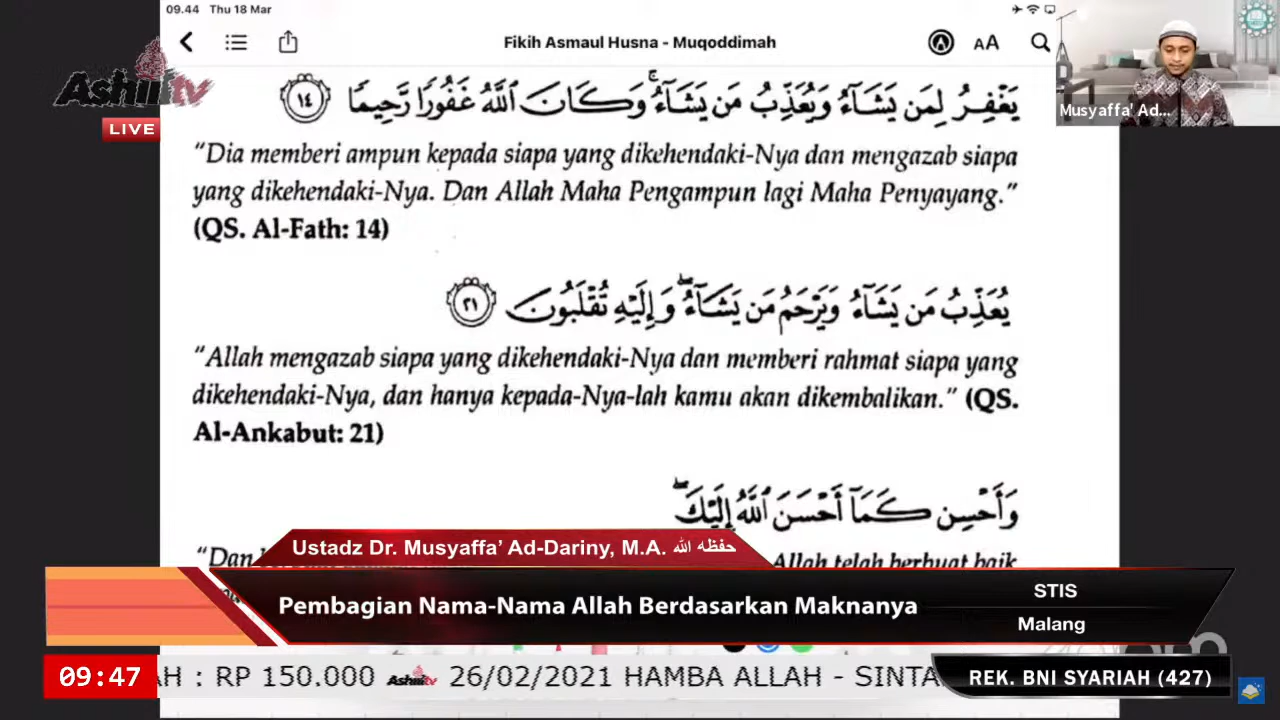 09.44 Thu 18 Mar
Fikih Asmaul Husna - Muqoddimah
AA
Ashiil tv
LIVE
Musyaffa' Ad...
يَغْفِرُ لِمَن يَشَآءُ وَيُعَذِّبُ مَن يَشَآءُ ۚ وَكَانَ ٱللَّهُ غَفُورًا رَّحِيمًا ١٤
“Dia memberi ampun kepada siapa yang dikehendaki-Nya dan mengazab siapa
yang dikehendaki-Nya. Dan Allah Maha Pengampun lagi Maha Penyayang.”
(QS. Al-Fath: 14)
يُعَذِّبُ مَن يَشَآءُ وَيَرْحَمُ مَن يَشَآءُ ۖ وَإِلَيْهِ تُقْلَبُونَ ٢١
“Allah mengazab siapa yang dikehendaki-Nya dan memberi rahmat siapa yang
dikehendaki-Nya, dan hanya kepada-Nya-lah kamu akan dikembalikan.” (QS.
Al-Ankabut: 21)
وَأَحْسِن كَمَآ أَحْسَنَ ٱللَّهُ إِلَيْكَ ۖ
“Dan Allah telah berbuat baik
Ustadz Dr. Musyaffa’ Ad-Dariny, M.A. حفظه الله
Pembagian Nama-Nama Allah Berdasarkan Maknanya
STIS
Malang
09:47
AH : RP 150.000 Ashiil tv 26/02/2021 HAMBA ALLAH - SINTA
REK. BNI SYARIAH (427)